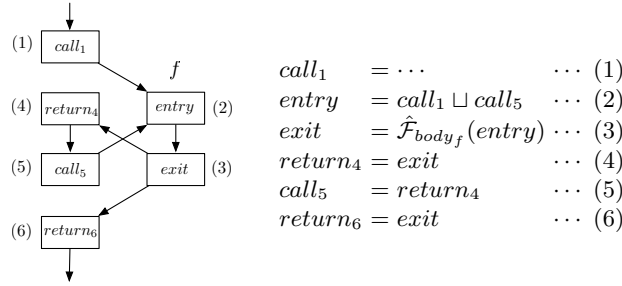 (1) call₁
f
(4) return₄ entry (2)
(5) call₅ exit (3)
(6) return₆
call₁ = ⋯ ⋯ (1)
entry = call₁ ⊔ call₅ ⋯ (2)
exit = F̂_{body_f}(entry) ⋯ (3)
return₄ = exit ⋯ (4)
call₅ = return₄ ⋯ (5)
return₆ = exit ⋯ (6)